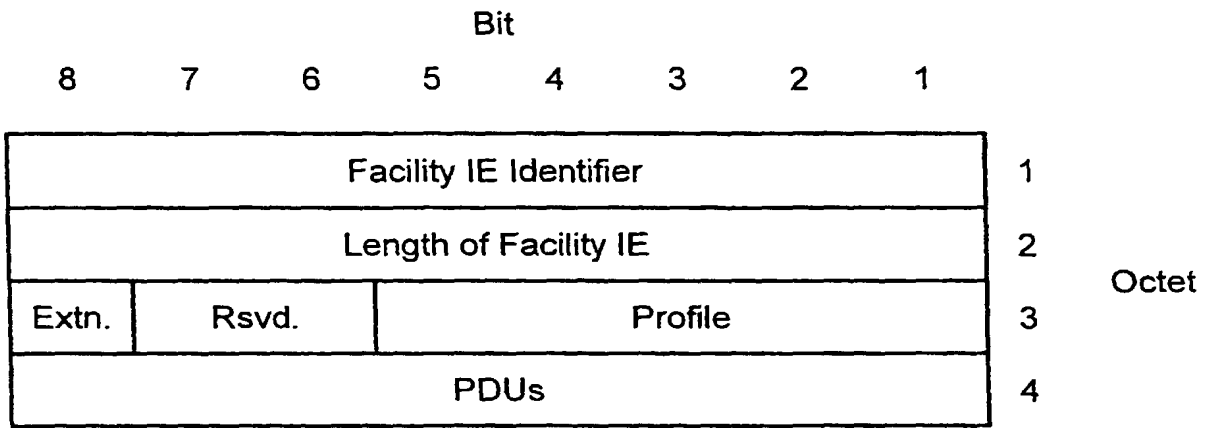 Bit
8 7 6 5 4 3 2 1
Facility IE Identifier 1
Length of Facility IE 2
Octet
Extn. Rsvd. Profile 3
PDUs 4